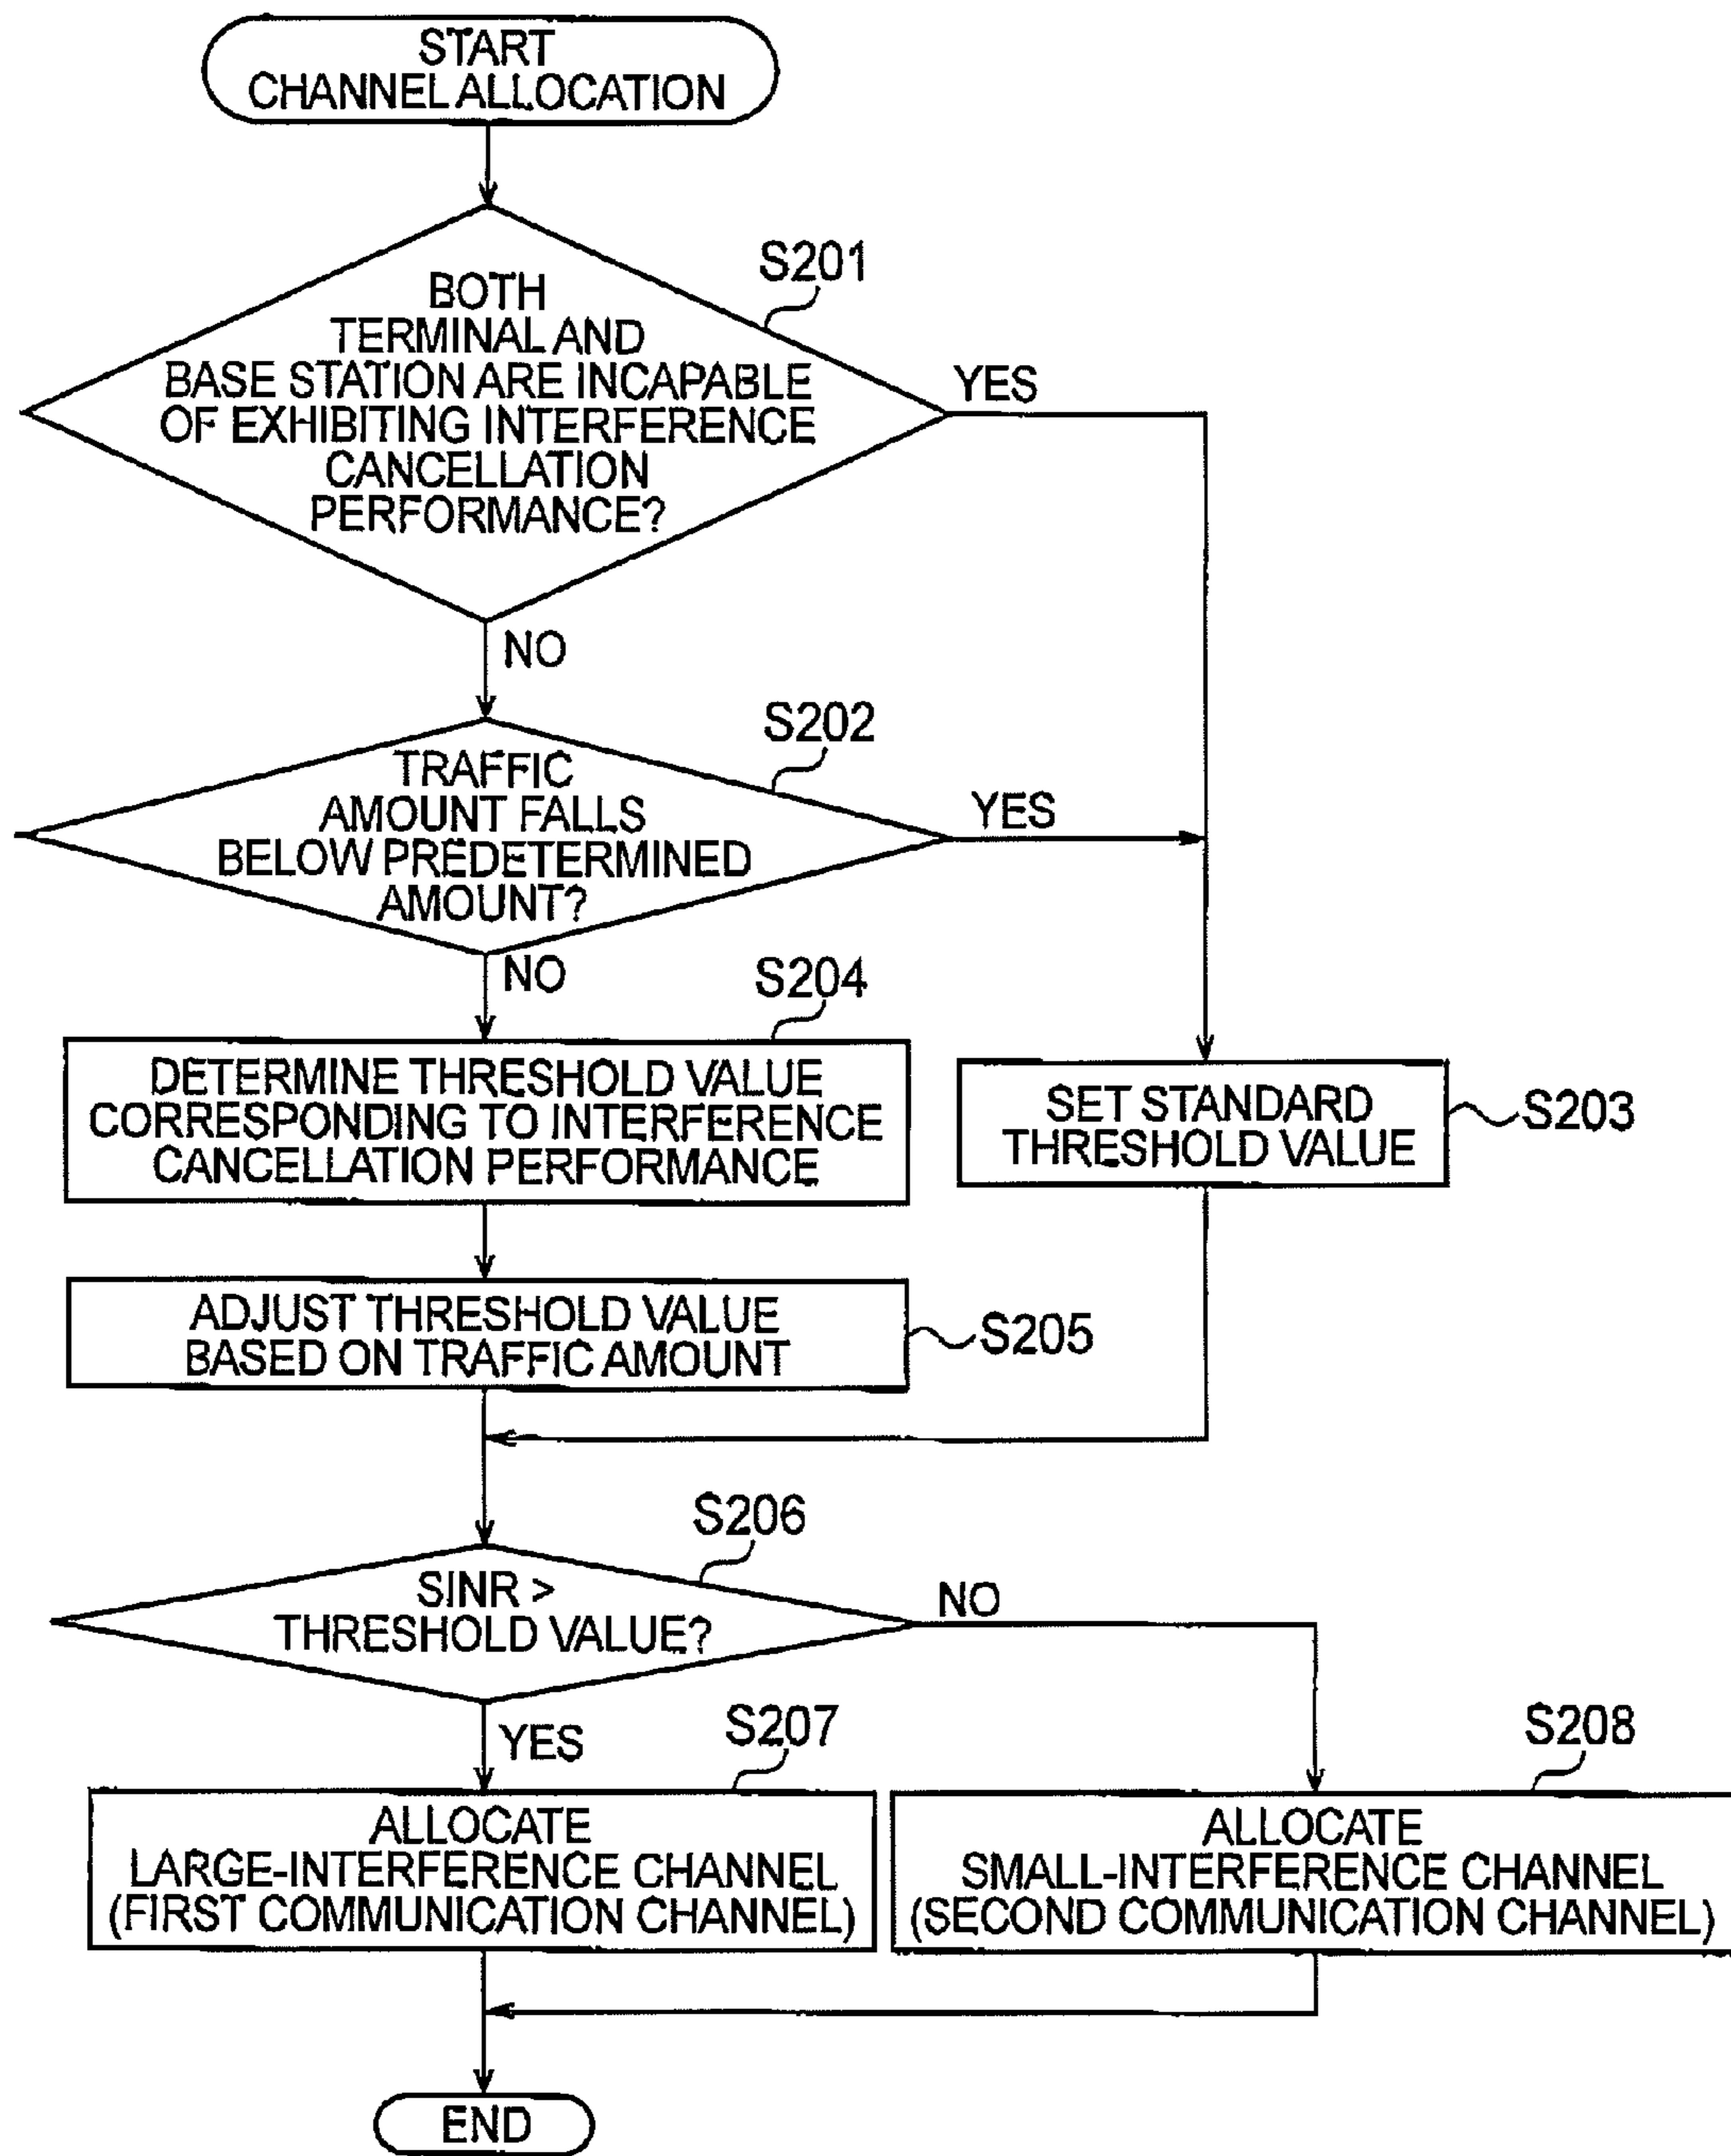 START
CHANNEL ALLOCATION
S201
BOTH
TERMINAL AND
BASE STATION ARE INCAPABLE
OF EXHIBITING INTERFERENCE
CANCELLATION
PERFORMANCE?
YES
NO
S202
TRAFFIC
AMOUNT FALLS
BELOW PREDETERMINED
AMOUNT?
YES
NO
S204
DETERMINE THRESHOLD VALUE
CORRESPONDING TO INTERFERENCE
CANCELLATION PERFORMANCE
SET STANDARD
THRESHOLD VALUE
S203
ADJUST THRESHOLD VALUE
BASED ON TRAFFIC AMOUNT
S205
S206
SINR >
THRESHOLD VALUE?
NO
YES
S207
ALLOCATE
LARGE-INTERFERENCE CHANNEL
(FIRST COMMUNICATION CHANNEL)
S208
ALLOCATE
SMALL-INTERFERENCE CHANNEL
(SECOND COMMUNICATION CHANNEL)
END